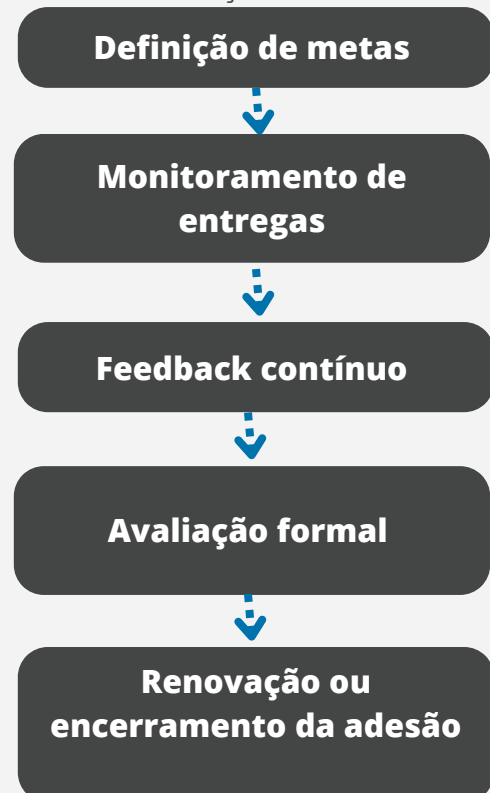 Definição de metas
Monitoramento de
entregas
Feedback contínuo
Avaliação formal
Renovação ou
encerramento da adesão